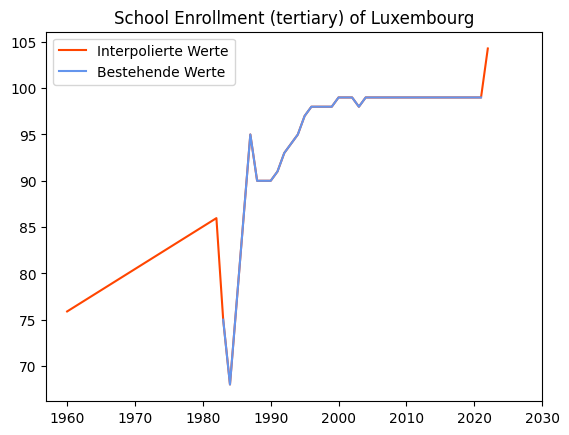 School Enrollment (tertiary) of Luxembourg
Interpolierte Werte
Bestehende Werte
105
100
95
90
85
80
75
70
1960 1970 1980 1990 2000 2010 2020 2030